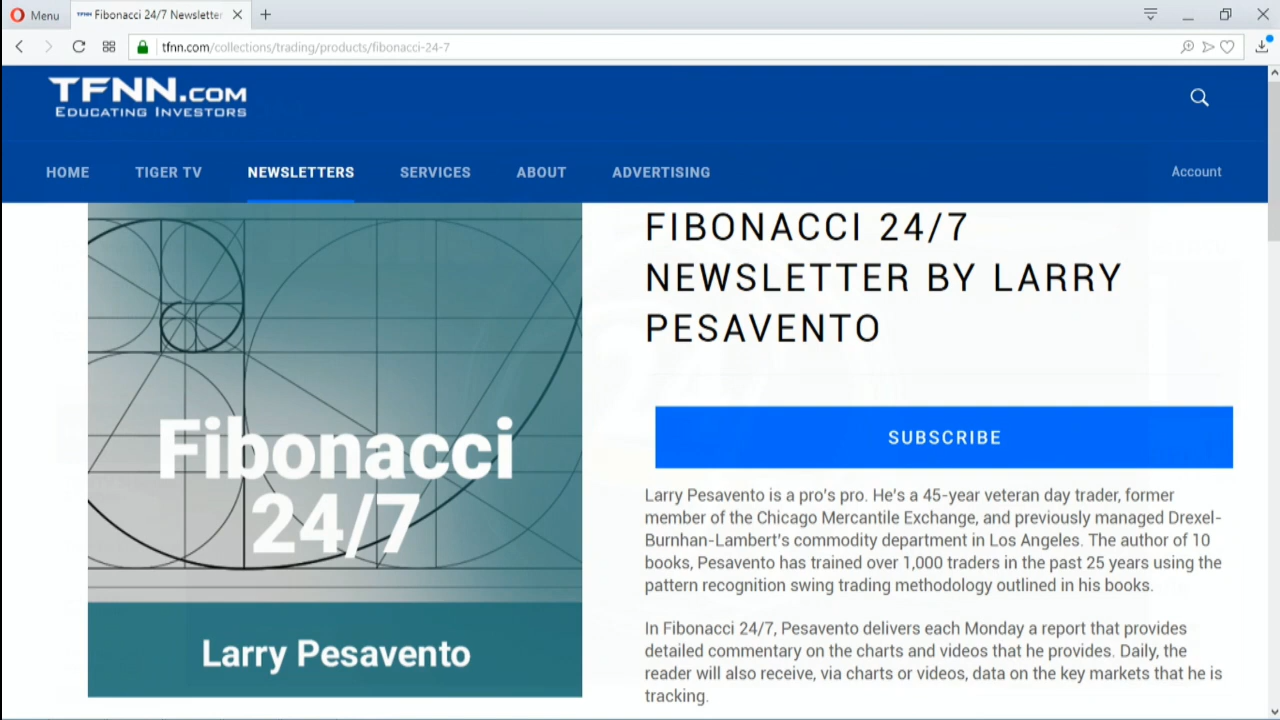 Menu
Fibonacci 24/7 Newsletter
tfnn.com/collections/trading/products/fibonacci-24-7
TFNN.COM
EDUCATING INVESTORS
HOME TIGER TV NEWSLETTERS SERVICES ABOUT ADVERTISING Account
Fibonacci
24/7
Larry Pesavento
FIBONACCI 24/7
NEWSLETTER BY LARRY
PESAVENTO
SUBSCRIBE
Larry Pesavento is a pro's pro. He's a 45-year veteran day trader, former
member of the Chicago Mercantile Exchange, and previously managed Drexel-
Burnhan-Lambert's commodity department in Los Angeles. The author of 10
books, Pesavento has trained over 1,000 traders in the past 25 years using the
pattern recognition swing trading methodology outlined in his books.
In Fibonacci 24/7, Pesavento delivers each Monday a report that provides
detailed commentary on the charts and videos that he provides. Daily, the
reader will also receive, via charts or videos, data on the key markets that he is
tracking.